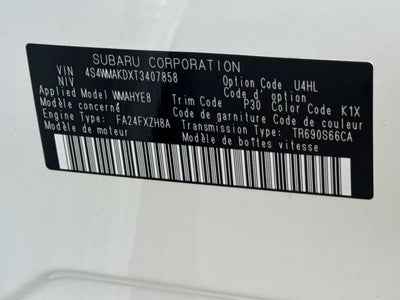 SUBARU CORPORATION
VIN 4S4WMAKDXT3407858 Option Code U4HL
NIV Code d' option
Applied Model WMAHYE8 Trim Code P30 Color Code K1X
Modèle concerné Code de garniture Code de couleur
Engine Type: FA24FXZH8A Transmission Type: TR690S66CA
Modèle de moteur Modèle de boîtes vitesse